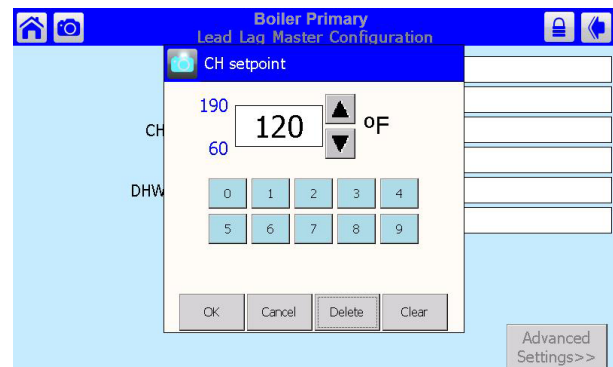 Boiler Primary
Lead Lag Master Configuration
CH setpoint
190
120 °F
60
CH
DHW
0 1 2 3 4
5 6 7 8 9
OK Cancel Delete Clear
Advanced
Settings>>